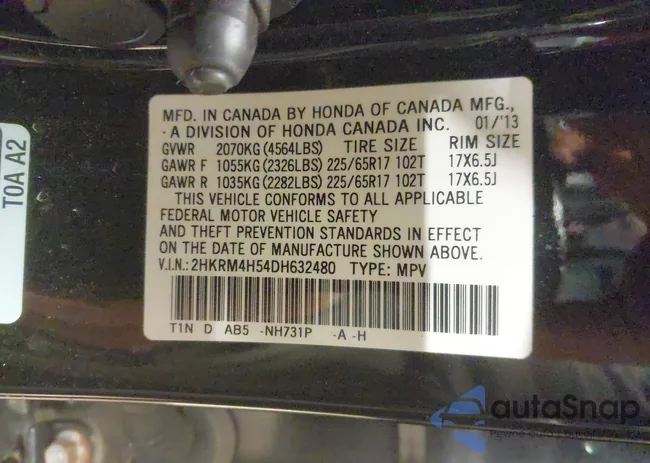 MFD. IN CANADA BY HONDA OF CANADA MFG.,
·A DIVISION OF HONDA CANADA INC. 01/'13
GVWR 2070KG (4564LBS) TIRE SIZE RIM SIZE
GAWR F 1055KG(2326LBS) 225/65R17 102T 17X6.5J
GAWR R 1035KG(2282LBS) 225/65R17 102T 17X6.5J
THIS VEHICLE CONFORMS TO ALL APPLICABLE
FEDERAL MOTOR VEHICLE SAFETY
AND THEFT PREVENTION STANDARDS IN EFFECT
ON THE DATE OF MANUFACTURE SHOWN ABOVE.
V.I.N.: 2HKRM4H54DH632480 TYPE: MPV
T1N D AB5 -NH731P -A -H
TOA A2
autoSnap